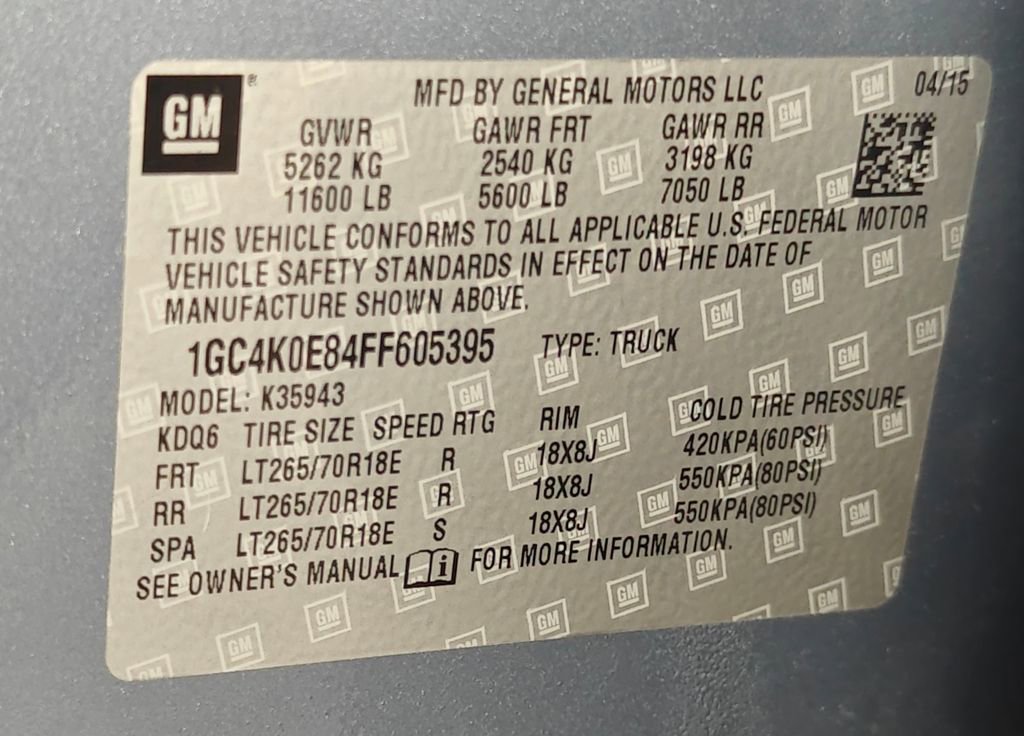 GM
®
MFD BY GENERAL MOTORS LLC 04/15
GVWR GAWR FRT GAWR RR
5262 KG 2540 KG 3198 KG
11600 LB 5600 LB 7050 LB
THIS VEHICLE CONFORMS TO ALL APPLICABLE U.S. FEDERAL MOTOR
VEHICLE SAFETY STANDARDS IN EFFECT ON THE DATE OF
MANUFACTURE SHOWN ABOVE.
1GC4K0E84FF605395 TYPE: TRUCK
MODEL: K35943
KDQ6 TIRE SIZE SPEED RTG RIM COLD TIRE PRESSURE
FRT LT265/70R18E R 18X8J 420KPA(60PSI)
RR LT265/70R18E R 18X8J 550KPA(80PSI)
SPA LT265/70R18E S 18X8J 550KPA(80PSI)
SEE OWNER'S MANUAL i FOR MORE INFORMATION.